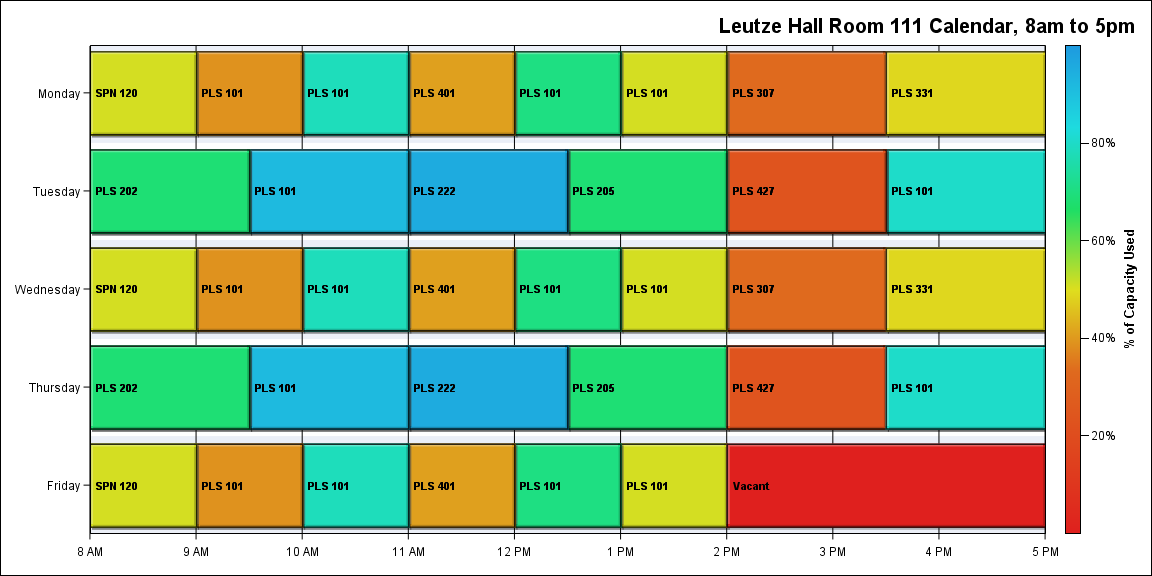 Leutze Hall Room 111 Calendar, 8am to 5pm
Monday
SPN 120
PLS 101
PLS 101
PLS 401
PLS 101
PLS 101
PLS 307
PLS 331
Tuesday
PLS 202
PLS 101
PLS 222
PLS 205
PLS 427
PLS 101
Wednesday
SPN 120
PLS 101
PLS 101
PLS 401
PLS 101
PLS 101
PLS 307
PLS 331
Thursday
PLS 202
PLS 101
PLS 222
PLS 205
PLS 427
PLS 101
Friday
SPN 120
PLS 101
PLS 101
PLS 401
PLS 101
PLS 101
Vacant
8 AM
9 AM
10 AM
11 AM
12 PM
1 PM
2 PM
3 PM
4 PM
5 PM
80%
60%
40%
20%
% of Capacity Used